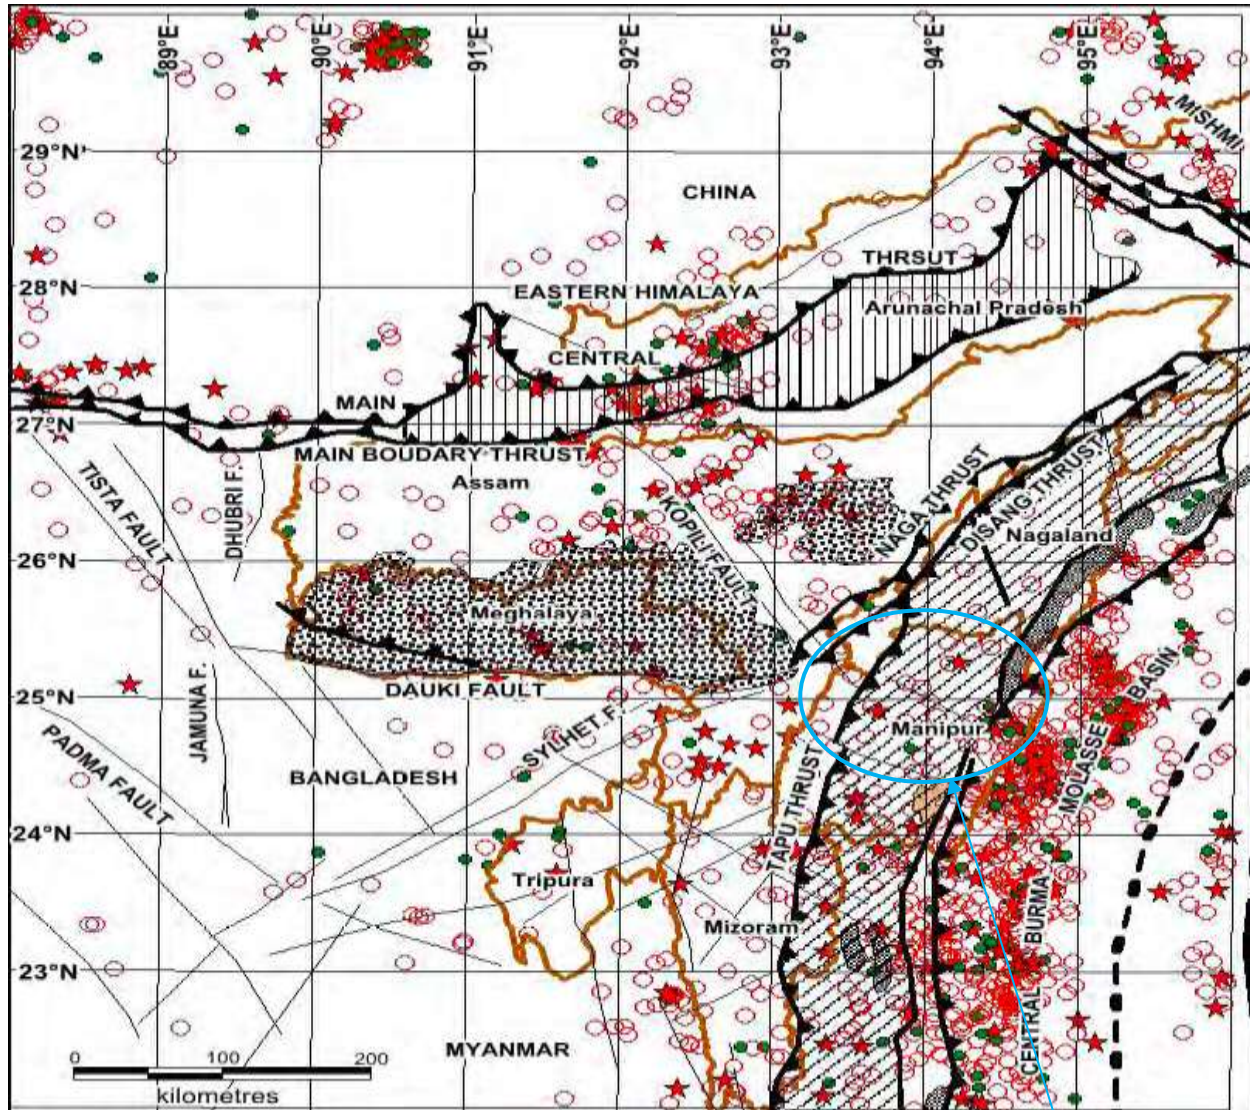 89°E
90°E
91°E
92°E
93°E
94°E
95°E
MISHMI
29°N'
CHINA
THRSUT
28°N
EASTERN HIMALAYA
Arunachal Pradesh
CENTRAL
MAIN
27°N
MAIN BOUDARY THRUST
Assam
TISTA FAULT
DHUBRI F.
KOPILI FAULT
NAGA THRUST
DISANG THRUST
Nagaland
26°N
Meghalaya
25°N
DAUKI FAULT
JAMUNA F.
SYLHET F.
Manipur
MOLASSE BASIN
PADMA FAULT
BANGLADESH
TAPU THRUST
24°N
Tripura
Mizoram
CENTRAL BURMA
23°N
MYANMAR
0 100 200
kilometres